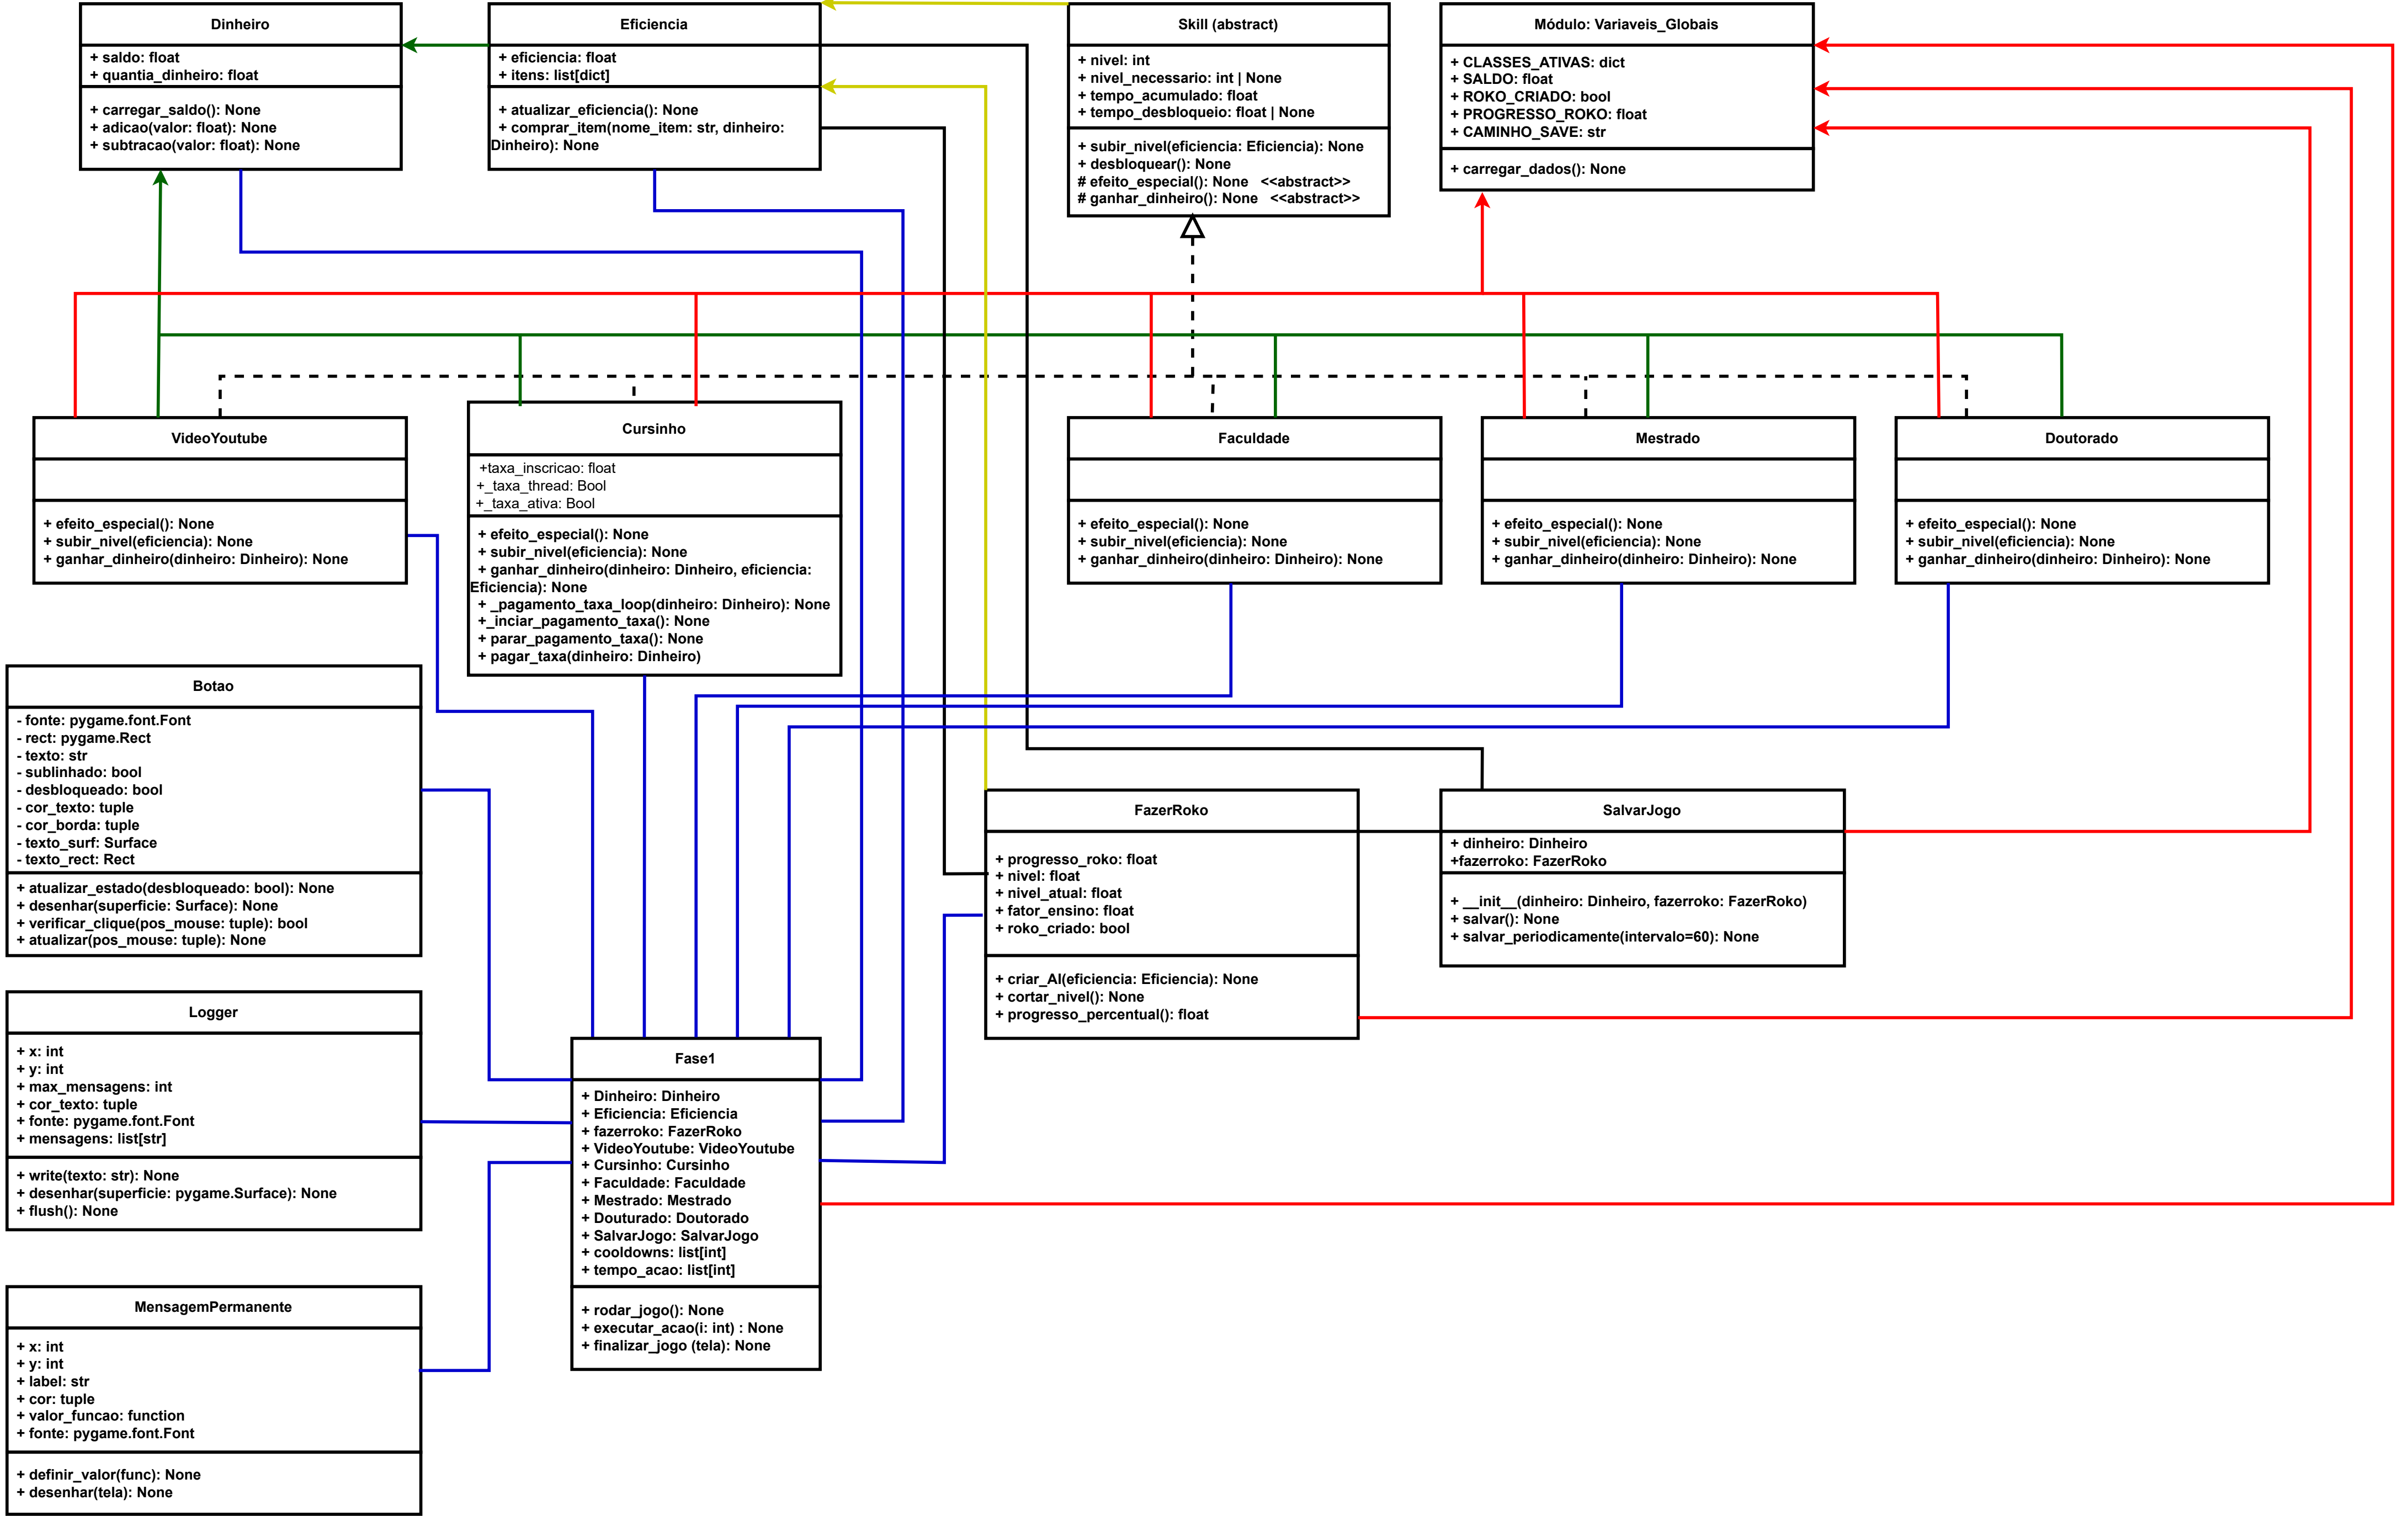 Dinheiro
+ saldo: float
+ quantia_dinheiro: float
+ carregar_saldo(): None
+ adicao(valor: float): None
+ subtracao(valor: float): None
Eficiencia
+ eficiencia: float
+ itens: list[dict]
+ atualizar_eficiencia(): None
+ comprar_item(nome_item: str, dinheiro:
Dinheiro): None
Skill (abstract)
+ nivel: int
+ nivel_necessario: int | None
+ tempo_acumulado: float
+ tempo_desbloqueio: float | None
+ subir_nivel(eficiencia: Eficiencia): None
+ desbloquear(): None
# efeito_especial(): None <<abstract>>
# ganhar_dinheiro(): None <<abstract>>
Módulo: Variaveis_Globais
+ CLASSES_ATIVAS: dict
+ SALDO: float
+ ROKO_CRIADO: bool
+ PROGRESSO_ROKO: float
+ CAMINHO_SAVE: str
+ carregar_dados(): None
VideoYoutube
+ efeito_especial(): None
+ subir_nivel(eficiencia): None
+ ganhar_dinheiro(dinheiro: Dinheiro): None
Cursinho
+taxa_inscricao: float
+_taxa_thread: Bool
+_taxa_ativa: Bool
+ efeito_especial(): None
+ subir_nivel(eficiencia): None
+ ganhar_dinheiro(dinheiro: Dinheiro, eficiencia:
Eficiencia): None
+ _pagamento_taxa_loop(dinheiro: Dinheiro): None
+_inciar_pagamento_taxa(): None
+ parar_pagamento_taxa(): None
+ pagar_taxa(dinheiro: Dinheiro)
Faculdade
+ efeito_especial(): None
+ subir_nivel(eficiencia): None
+ ganhar_dinheiro(dinheiro: Dinheiro): None
Mestrado
+ efeito_especial(): None
+ subir_nivel(eficiencia): None
+ ganhar_dinheiro(dinheiro: Dinheiro): None
Doutorado
+ efeito_especial(): None
+ subir_nivel(eficiencia): None
+ ganhar_dinheiro(dinheiro: Dinheiro): None
Botao
- fonte: pygame.font.Font
- rect: pygame.Rect
- texto: str
- sublinhado: bool
- desbloqueado: bool
- cor_texto: tuple
- cor_borda: tuple
- texto_surf: Surface
- texto_rect: Rect
+ atualizar_estado(desbloqueado: bool): None
+ desenhar(superficie: Surface): None
+ verificar_clique(pos_mouse: tuple): bool
+ atualizar(pos_mouse: tuple): None
FazerRoko
+ progresso_roko: float
+ nivel: float
+ nivel_atual: float
+ fator_ensino: float
+ roko_criado: bool
+ criar_AI(eficiencia: Eficiencia): None
+ cortar_nivel(): None
+ progresso_percentual(): float
SalvarJogo
+ dinheiro: Dinheiro
+fazerroko: FazerRoko
+ __init__(dinheiro: Dinheiro, fazerroko: FazerRoko)
+ salvar(): None
+ salvar_periodicamente(intervalo=60): None
Logger
+ x: int
+ y: int
+ max_mensagens: int
+ cor_texto: tuple
+ fonte: pygame.font.Font
+ mensagens: list[str]
+ write(texto: str): None
+ desenhar(superficie: pygame.Surface): None
+ flush(): None
Fase1
+ Dinheiro: Dinheiro
+ Eficiencia: Eficiencia
+ fazerroko: FazerRoko
+ VideoYoutube: VideoYoutube
+ Cursinho: Cursinho
+ Faculdade: Faculdade
+ Mestrado: Mestrado
+ Douturado: Doutorado
+ SalvarJogo: SalvarJogo
+ cooldowns: list[int]
+ tempo_acao: list[int]
+ rodar_jogo(): None
+ executar_acao(i: int) : None
+ finalizar_jogo (tela): None
MensagemPermanente
+ x: int
+ y: int
+ label: str
+ cor: tuple
+ valor_funcao: function
+ fonte: pygame.font.Font
+ definir_valor(func): None
+ desenhar(tela): None